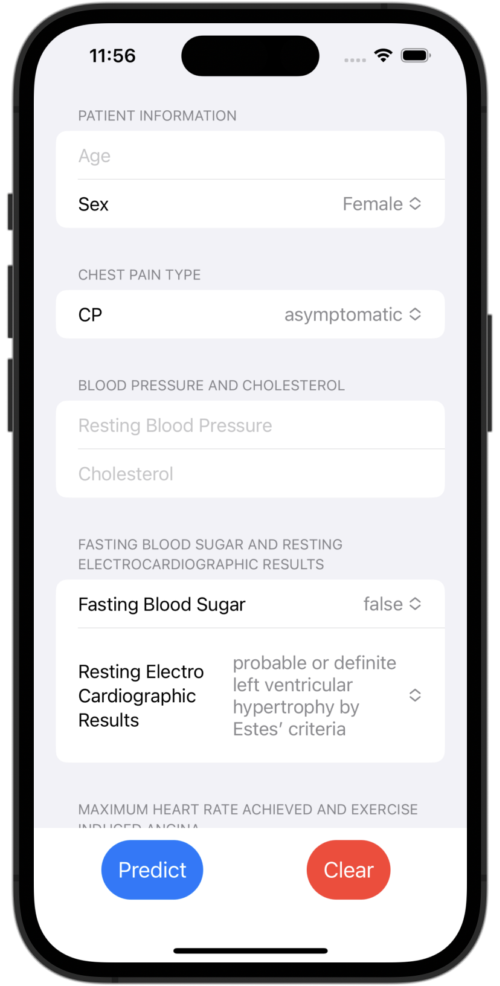 11:56
PATIENT INFORMATION
Age
Sex Female
CHEST PAIN TYPE
CP asymptomatic
BLOOD PRESSURE AND CHOLESTEROL
Resting Blood Pressure
Cholesterol
FASTING BLOOD SUGAR AND RESTING
ELECTROCARDIOGRAPHIC RESULTS
Fasting Blood Sugar false
Resting Electro
Cardiographic
Results
probable or definite
left ventricular
hypertrophy by
Estes’ criteria
MAXIMUM HEART RATE ACHIEVED AND EXERCISE
INDUCED ANGINA
Predict
Clear